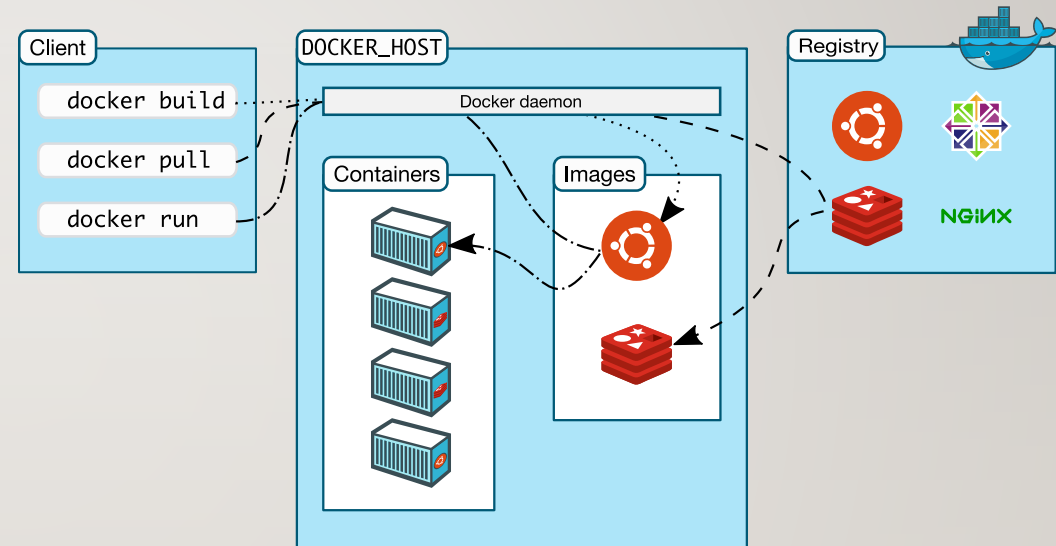 Client
docker build
docker pull
docker run
DOCKER_HOST
Docker daemon
Containers
Images
Registry
NGINX